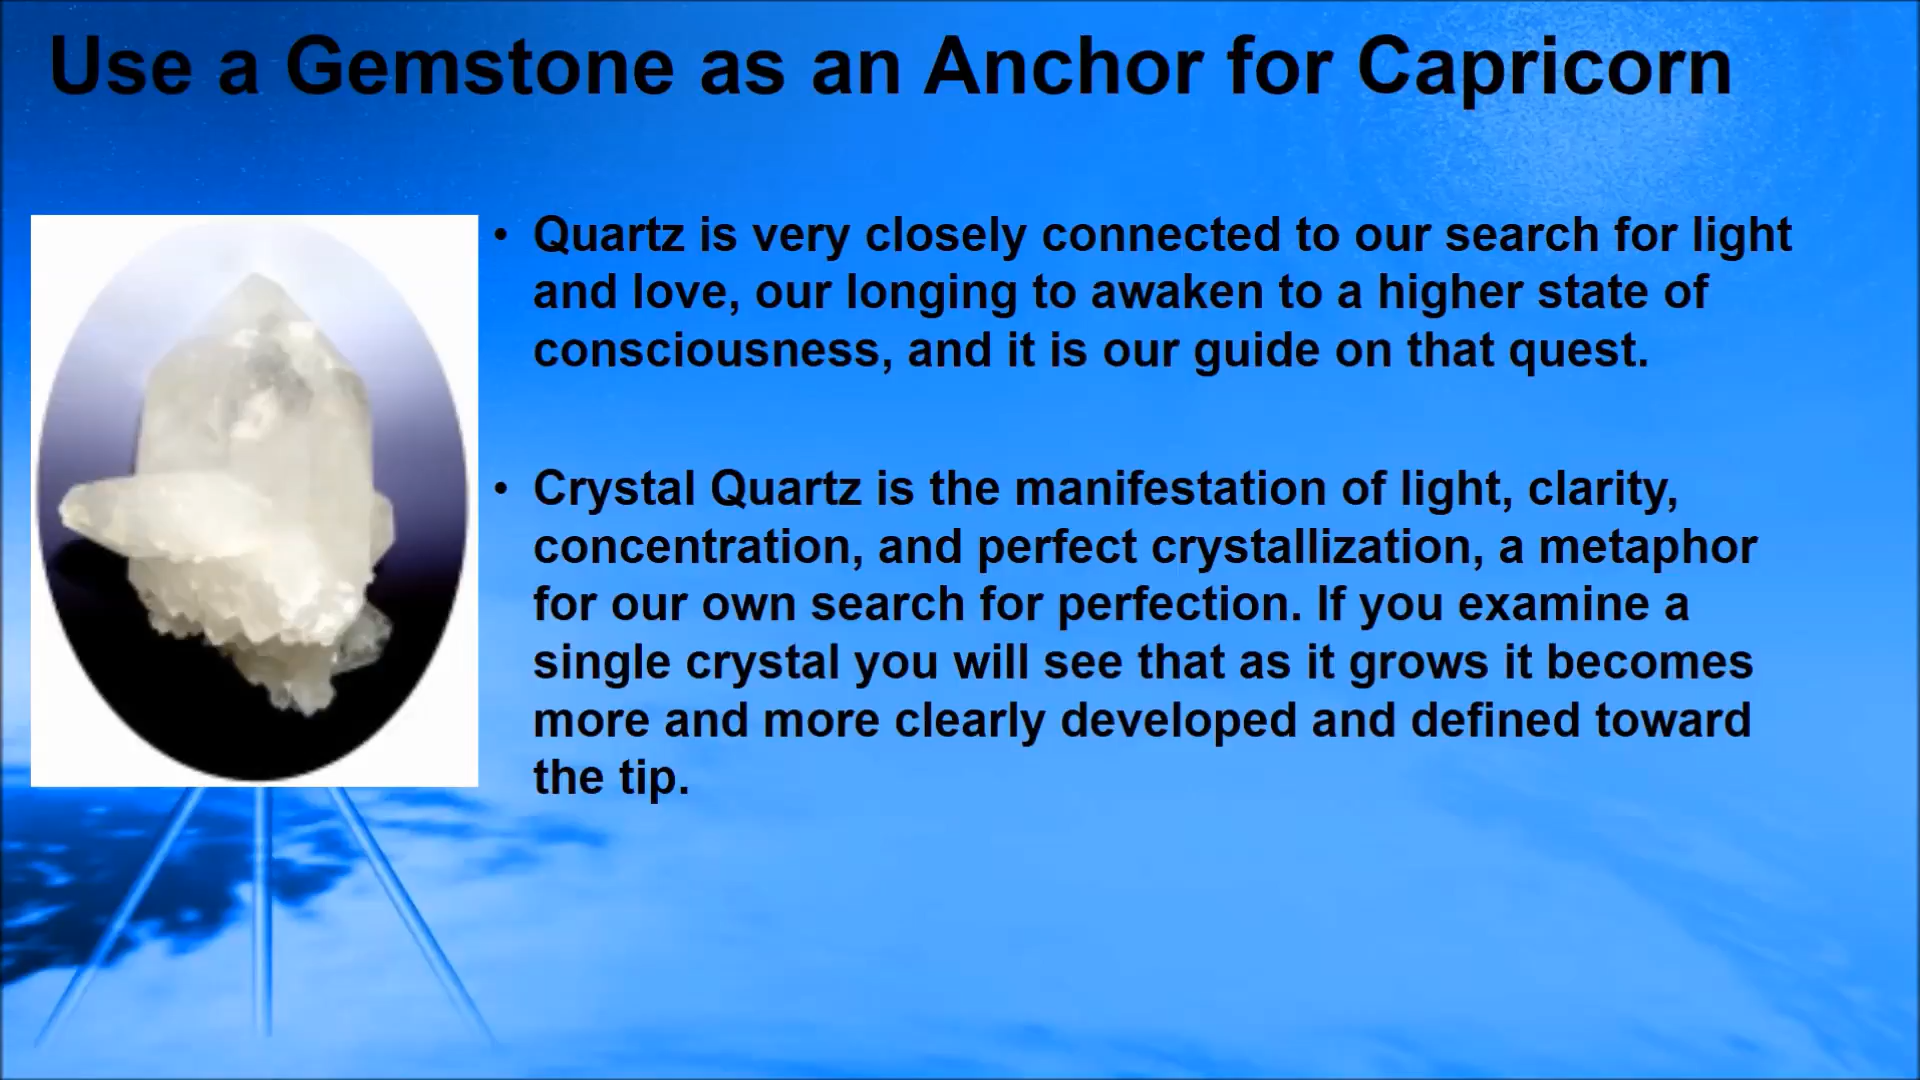 Use a Gemstone as an Anchor for Capricorn
• Quartz is very closely connected to our search for light
and love, our longing to awaken to a higher state of
consciousness, and it is our guide on that quest.
• Crystal Quartz is the manifestation of light, clarity,
concentration, and perfect crystallization, a metaphor
for our own search for perfection. If you examine a
single crystal you will see that as it grows it becomes
more and more clearly developed and defined toward
the tip.